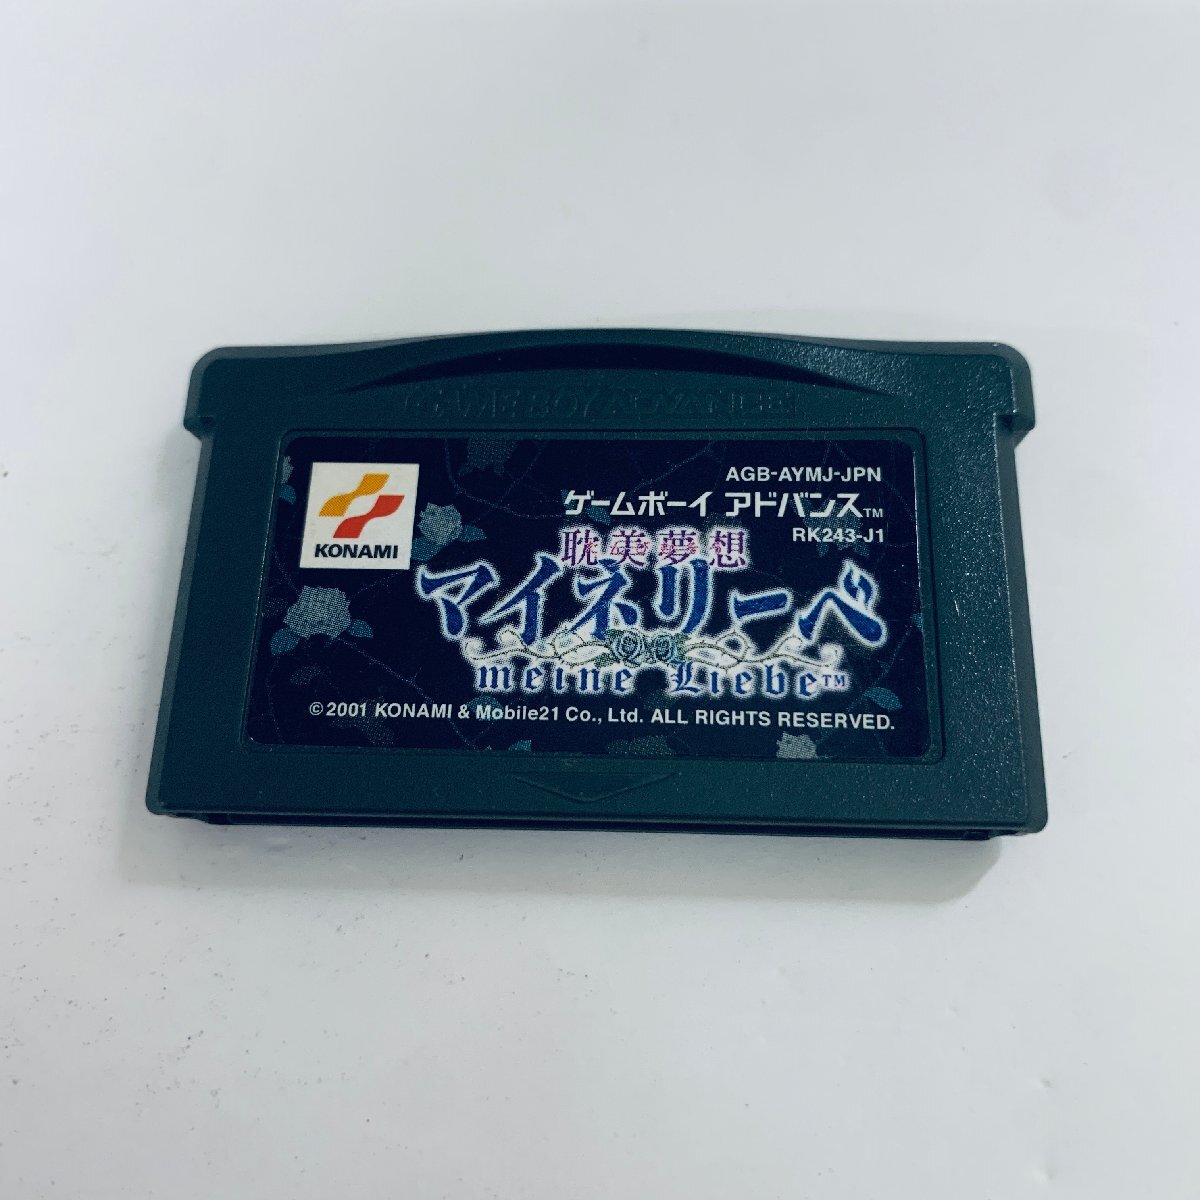 GAME BOY ADVANCE
KONAMI
AGB-AYMJ-JPN
ゲームボーイ アドバンス™
RK243-J1
耽美夢想
マイネリーベ
meine Liebe™
© 2001 KONAMI & Mobile21 Co., Ltd. ALL RIGHTS RESERVED.